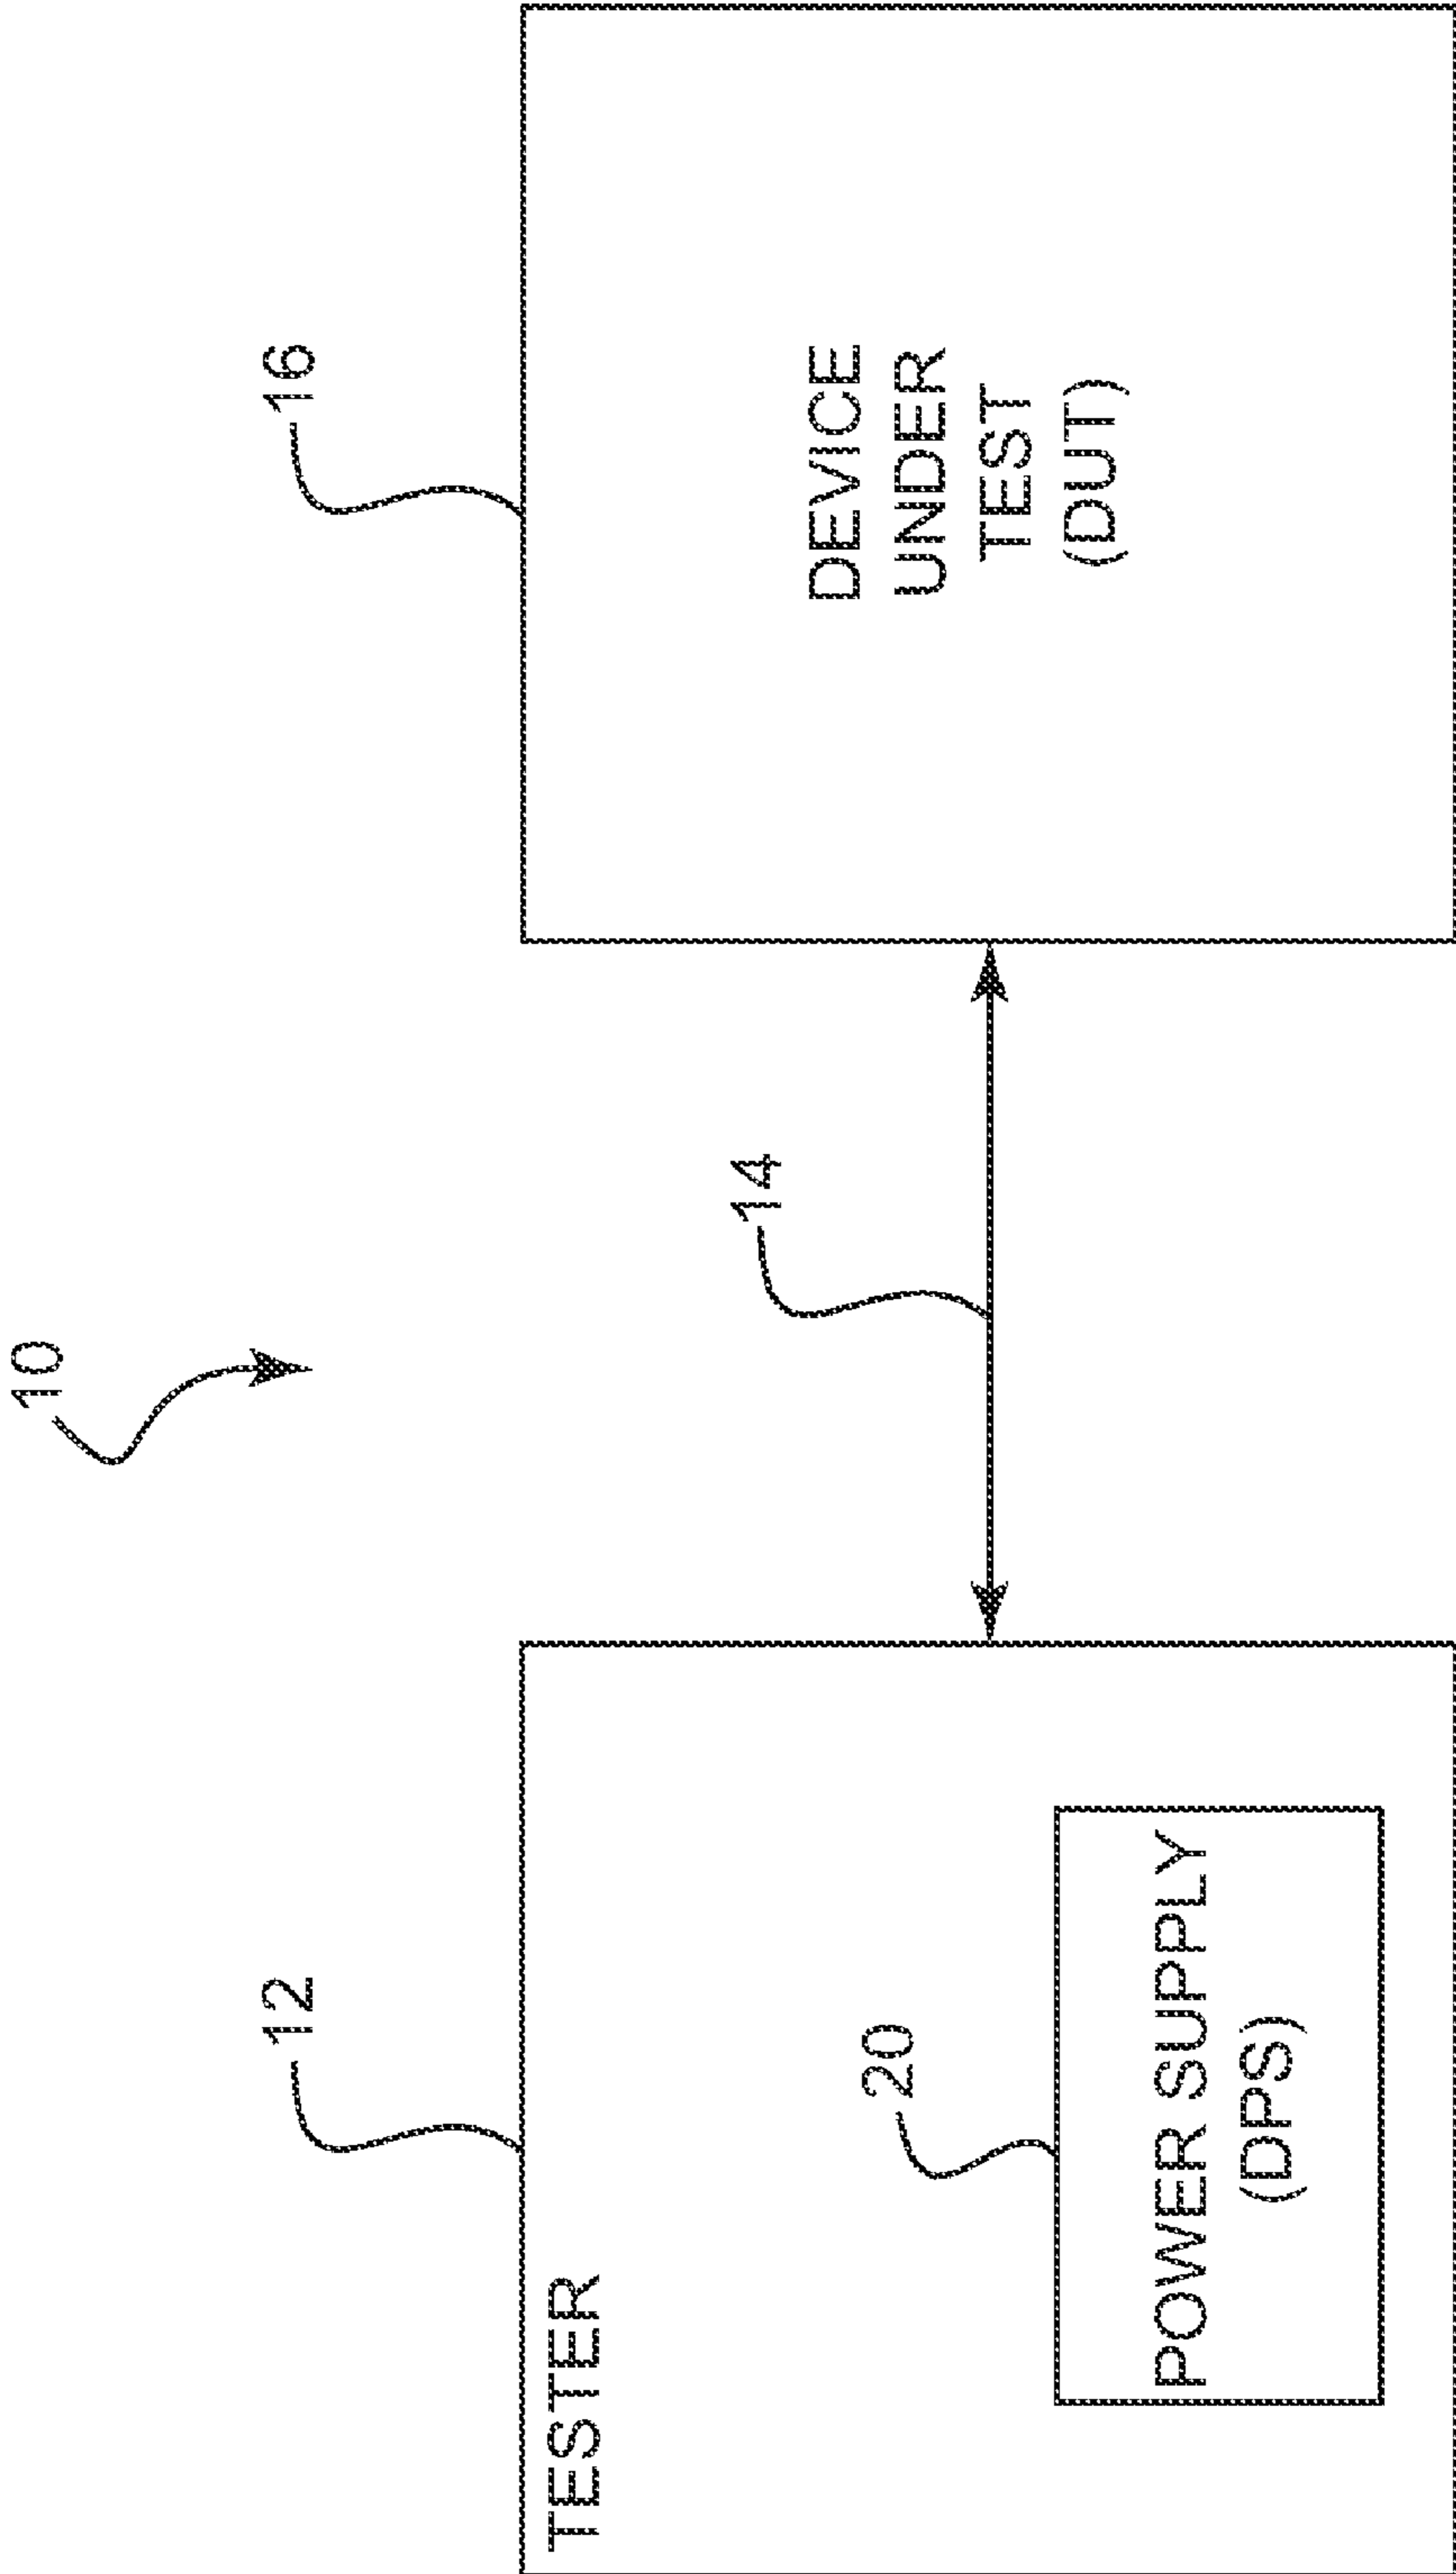 10
12
14
16
TESTER
20
POWER SUPPLY
(DPS)
DEVICE
UNDER
TEST
(DUT)